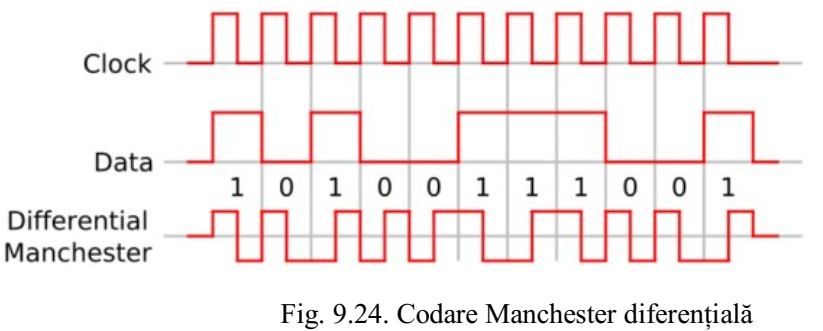 Clock
Data
1 0 1 0 0 1 1 1 0 0 1
Differential
Manchester
Fig. 9.24. Codare Manchester diferențială